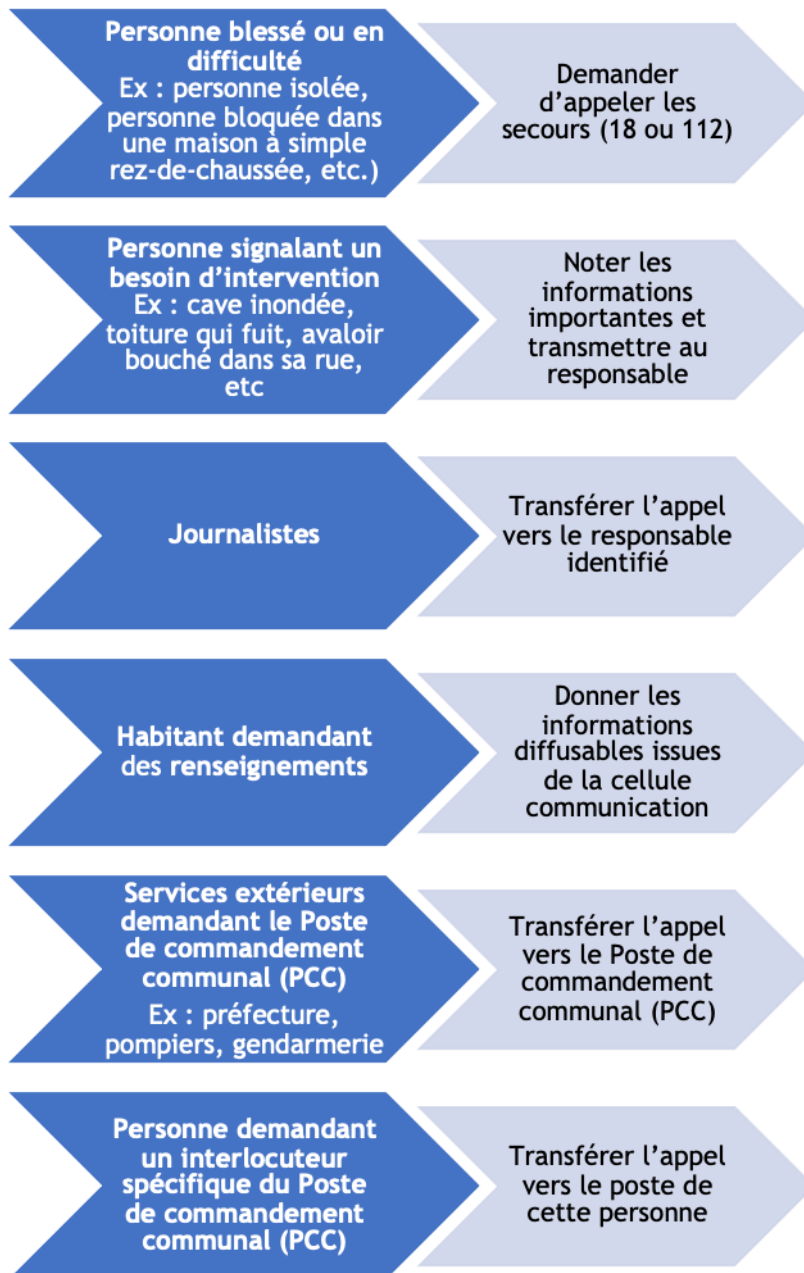 Personne blessé ou en
difficulté
Ex : personne isolée,
personne bloquée dans
une maison à simple
rez-de-chaussée, etc.)
Demander
d'appeler les
secours (18 ou 112)
Personne signalant un
besoin d'intervention
Ex : cave inondée,
toiture qui fuit, avaloir
bouché dans sa rue,
etc
Noter les
informations
importantes et
transmettre au
responsable
Journalistes
Transférer l'appel
vers le responsable
identifié
Habitant demandant
des renseignements
Donner les
informations
diffusables issues
de la cellule
communication
Services extérieurs
demandant le Poste
de commandement
communal (PCC)
Ex : préfecture,
pompiers, gendarmerie
Transférer l'appel
vers le Poste de
commandement
communal (PCC)
Personne demandant
un interlocuteur
spécifique du Poste
de commandement
communal (PCC)
Transférer l'appel
vers le poste de
cette personne